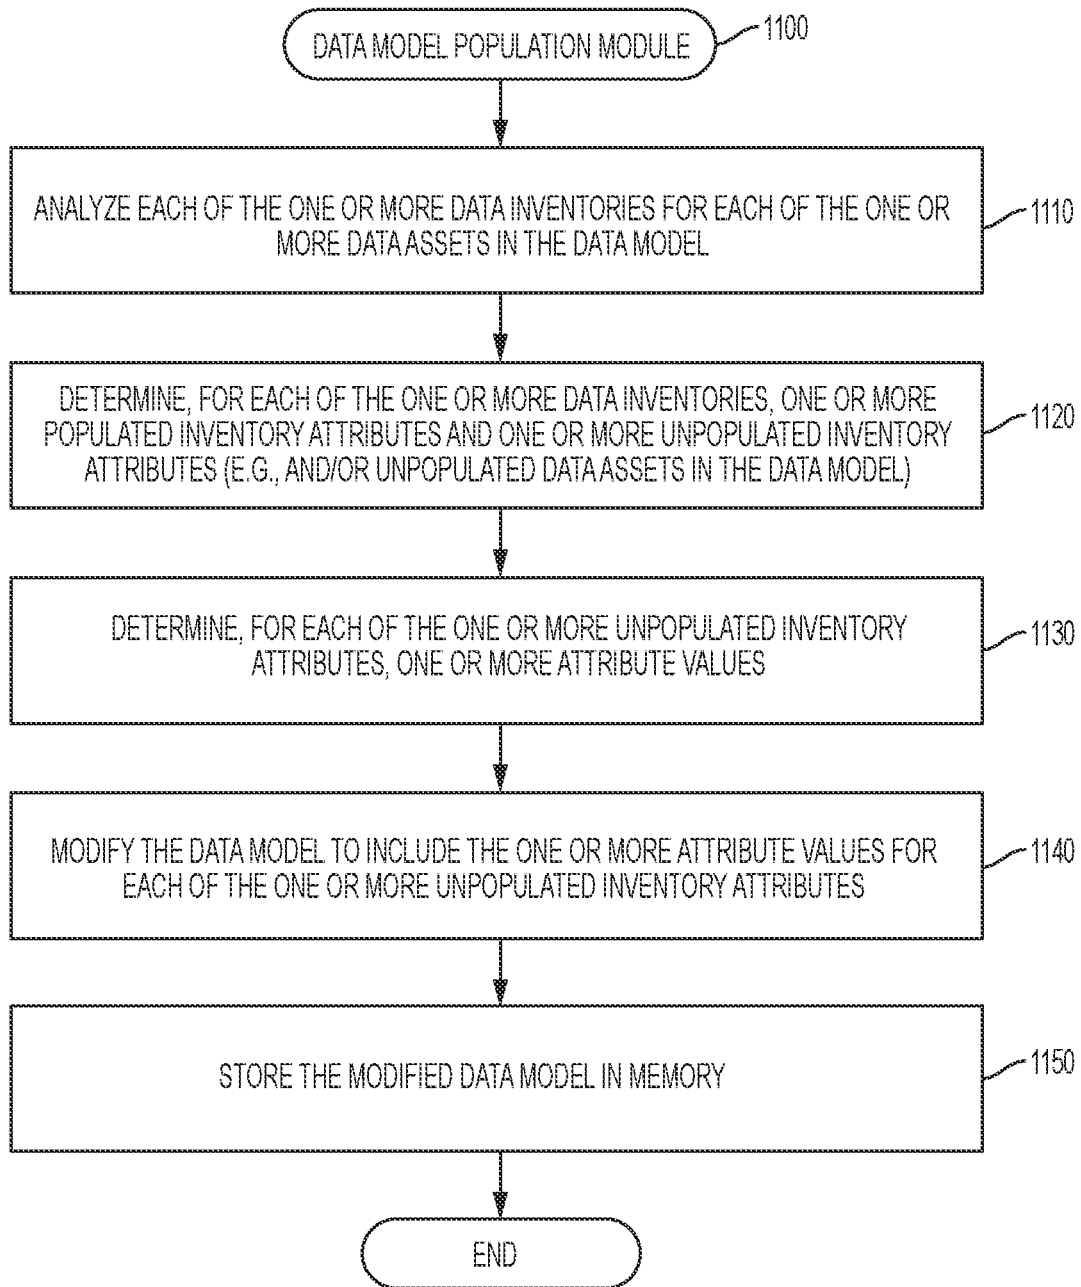 DATA MODEL POPULATION MODULE
1100
ANALYZE EACH OF THE ONE OR MORE DATA INVENTORIES FOR EACH OF THE ONE OR
MORE DATA ASSETS IN THE DATA MODEL
1110
DETERMINE, FOR EACH OF THE ONE OR MORE DATA INVENTORIES, ONE OR MORE
POPULATED INVENTORY ATTRIBUTES AND ONE OR MORE UNPOPULATED INVENTORY
ATTRIBUTES (E.G., AND/OR UNPOPULATED DATA ASSETS IN THE DATA MODEL)
1120
DETERMINE, FOR EACH OF THE ONE OR MORE UNPOPULATED INVENTORY
ATTRIBUTES, ONE OR MORE ATTRIBUTE VALUES
1130
MODIFY THE DATA MODEL TO INCLUDE THE ONE OR MORE ATTRIBUTE VALUES FOR
EACH OF THE ONE OR MORE UNPOPULATED INVENTORY ATTRIBUTES
1140
STORE THE MODIFIED DATA MODEL IN MEMORY
1150
END